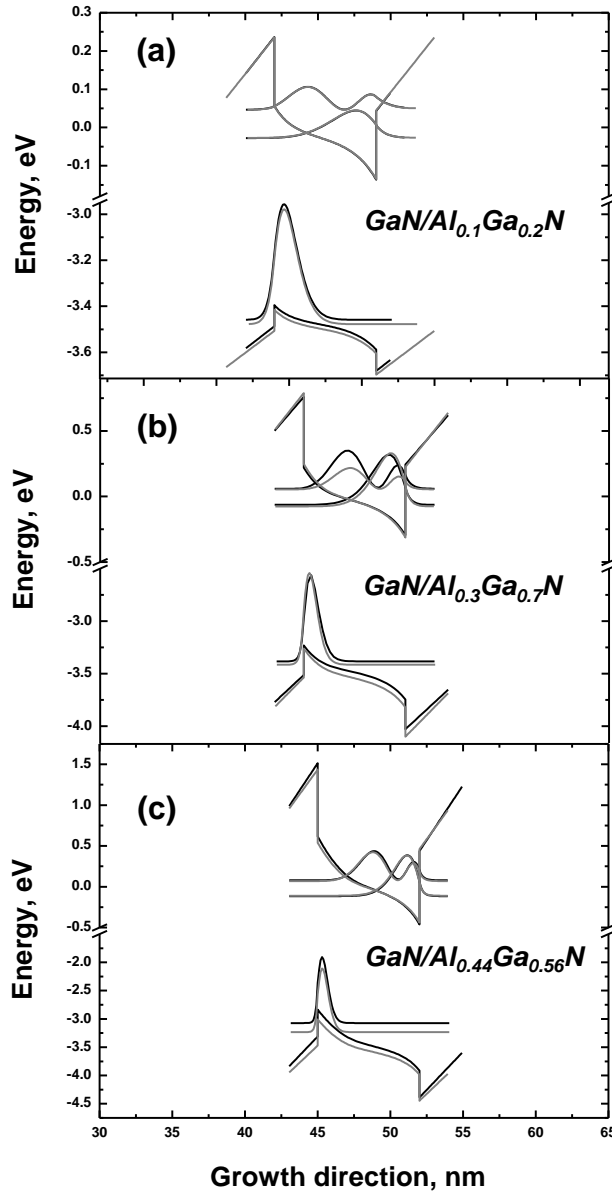 (a)
0.3
0.2
0.1
0.0
-0.1
-3.0
-3.4
-3.6
Energy, eV
GaN/Al0.1Ga0.2N
(b)
0.5
0.0
-0.5
-3.0
-3.5
-4.0
Energy, eV
GaN/Al0.3Ga0.7N
(c)
1.5
1.0
0.5
0.0
-0.5
-2.0
-2.5
-3.0
-3.5
-4.0
-4.5
Energy, eV
GaN/Al0.44Ga0.56N
30 35 40 45 50 55 60 65
Growth direction, nm